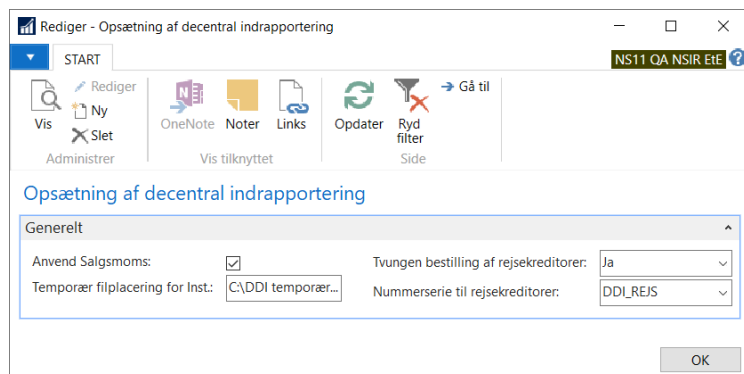 Rediger - Opsætning af decentral indrapportering
START
NS11 QA NSIR EtE
Vis
Rediger
Ny
Slet
Administrer
OneNote
Noter
Links
Vis tilknyttet
Opdater
Ryd
filter
Gå til
Side
Opsætning af decentral indrapportering
Generelt
Anvend Salgsmoms:
Tvungen bestilling af rejsekreditorer: Ja
Temporær filplacering for Inst.: C:\DDI temporær...
Nummerserie til rejsekreditorer: DDI_REJS
OK